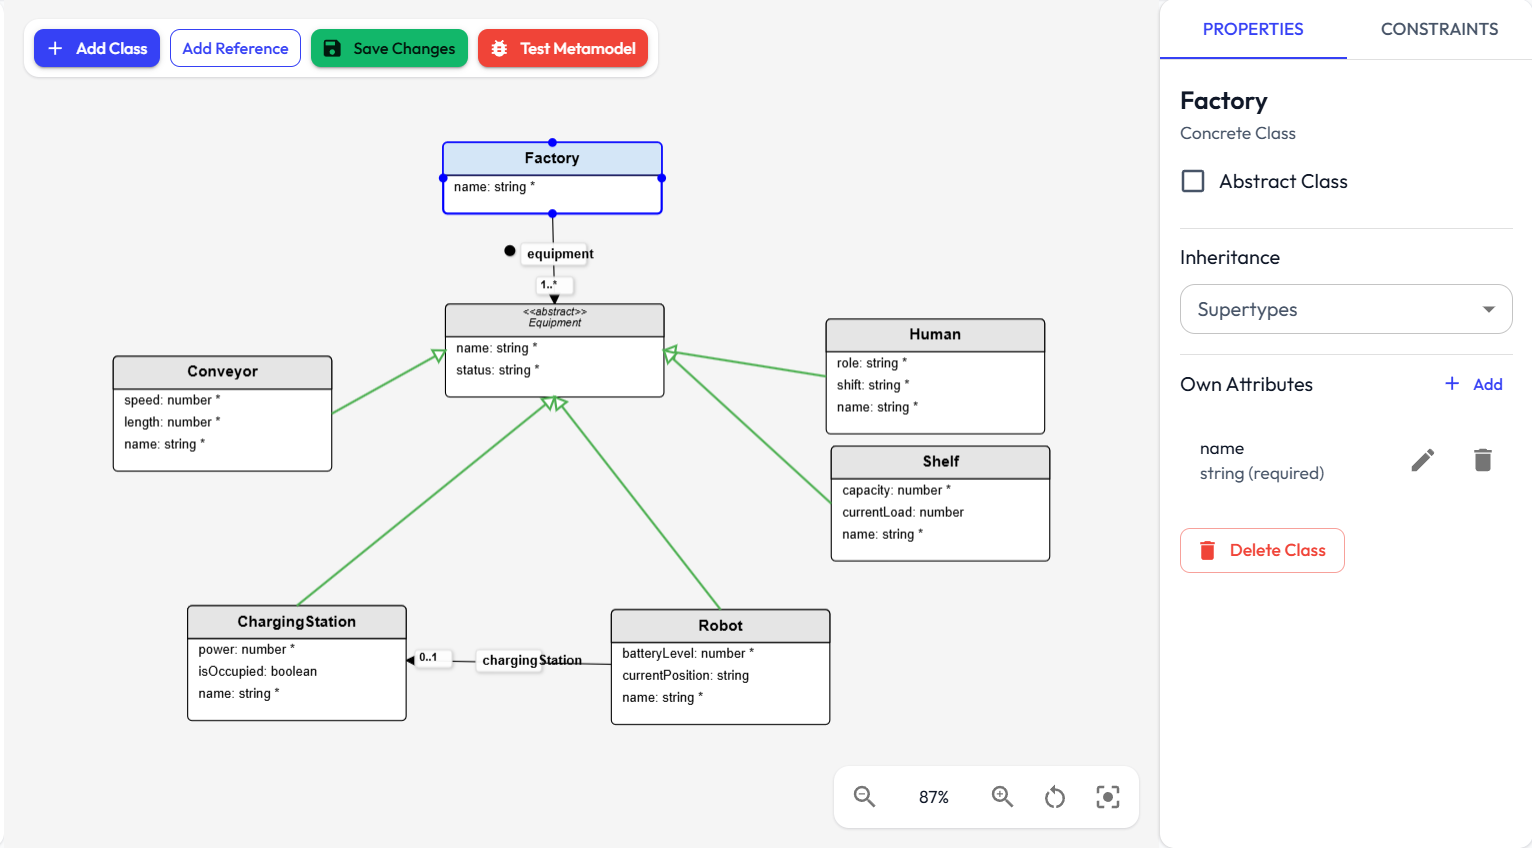 Add Class
Add Reference
Save Changes
Test Metamodel
PROPERTIES
CONSTRAINTS
Factory
Concrete Class
Abstract Class
Inheritance
Supertypes
Own Attributes
Add
name
string (required)
Delete Class
Factory
name: string *
equipment
1..*
<<abstract>>
Equipment
name: string *
status: string *
Conveyor
speed: number *
length: number *
name: string *
Human
role: string *
shift: string *
name: string *
Shelf
capacity: number *
currentLoad: number
name: string *
ChargingStation
power: number *
isOccupied: boolean
name: string *
0..1
chargingStation
Robot
batteryLevel: number *
currentPosition: string
name: string *
87%